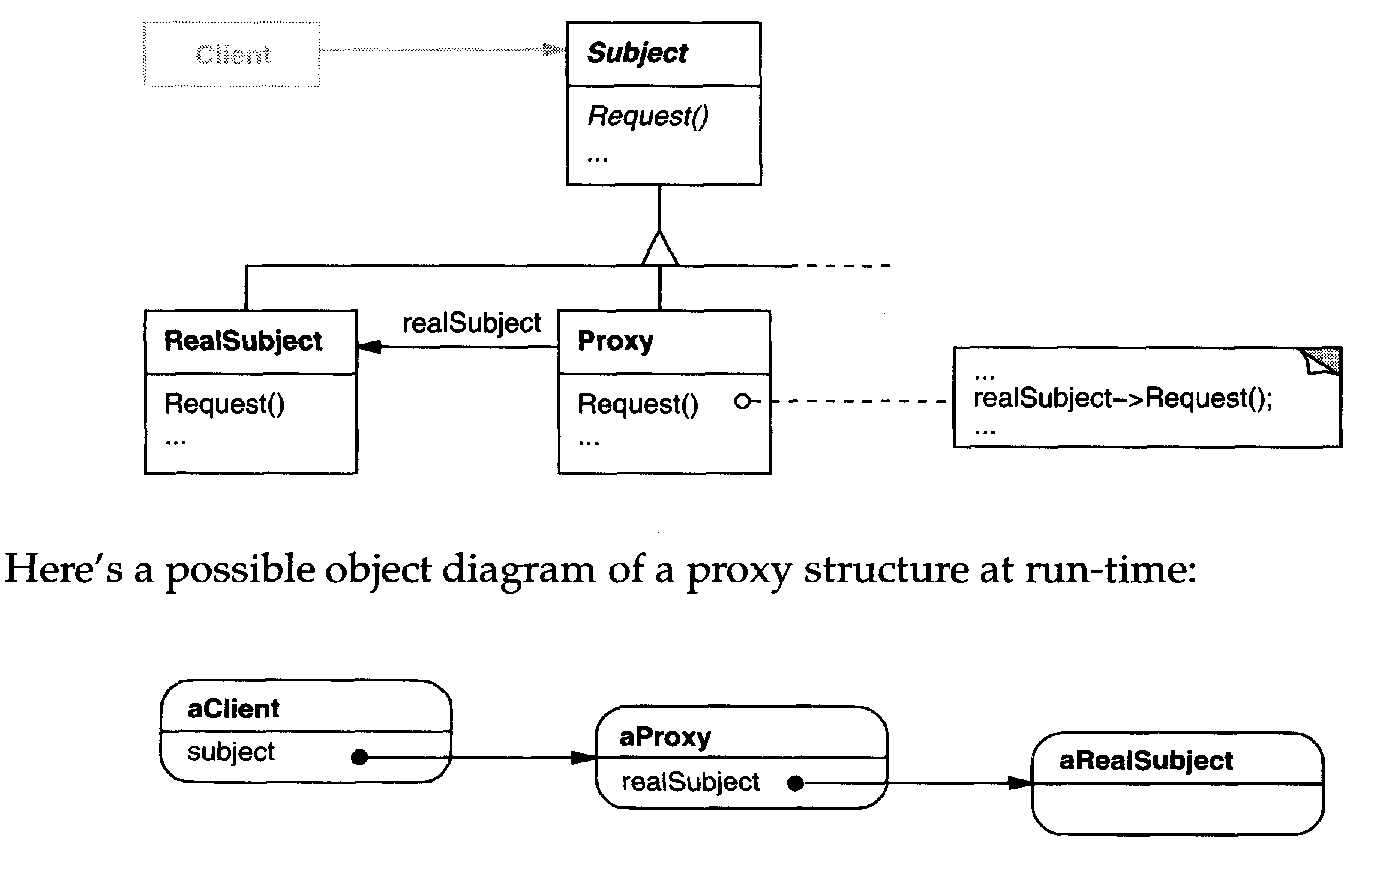 Client
Subject
Request()
...
realSubject
RealSubject
Request()
...
Proxy
Request()
...
...
realSubject->Request();
...
Here's a possible object diagram of a proxy structure at run-time:
aClient
subject
aProxy
realSubject
aRealSubject